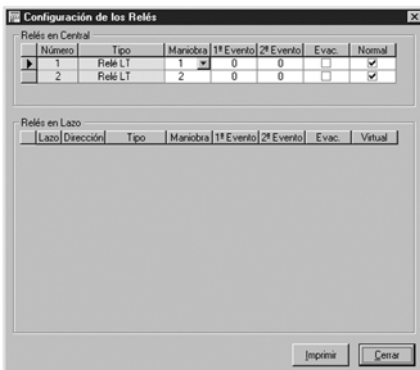 Configuración de los Relés
Relés en Central
Número Tipo Maniobra 1º Evento 2º Evento Evac. Normal
1 Relé LT 1 0 0
2 Relé LT 2 0 0
Relés en Lazo
Lazo Dirección Tipo Maniobra 1º Evento 2º Evento Evac. Virtual
Imprimir Cerrar